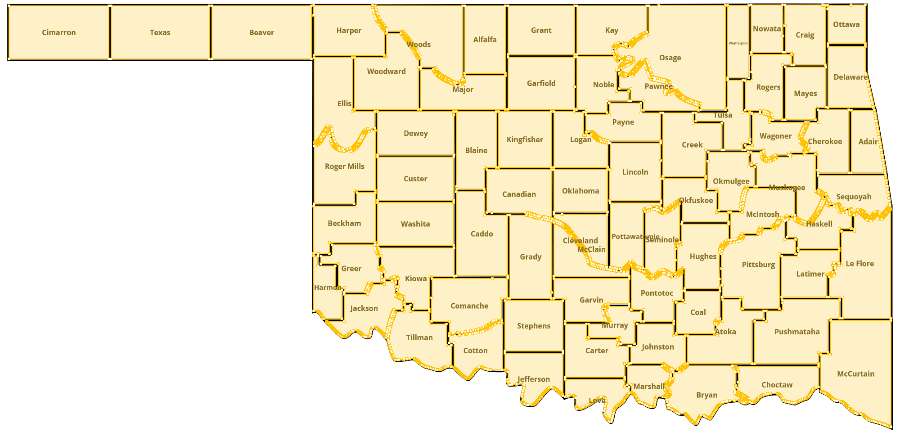 Cimarron
Texas
Beaver
Harper
Woods
Alfalfa
Grant
Kay
Osage
Washington
Nowata
Craig
Ottawa
Woodward
Major
Garfield
Noble
Pawnee
Rogers
Mayes
Delaware
Ellis
Dewey
Blaine
Kingfisher
Logan
Payne
Tulsa
Creek
Wagoner
Cherokee
Adair
Roger Mills
Custer
Canadian
Oklahoma
Lincoln
Okfuskee
Okmulgee
Muskogee
Sequoyah
Beckham
Washita
Caddo
Grady
Cleveland
McClain
Pottawatomie
Seminole
Hughes
McIntosh
Haskell
Pittsburg
Latimer
Le Flore
Greer
Harmon
Kiowa
Jackson
Comanche
Tillman
Cotton
Stephens
Jefferson
Garvin
Murray
Carter
Love
Pontotoc
Johnston
Marshall
Coal
Atoka
Bryan
Pushmataha
Choctaw
McCurtain